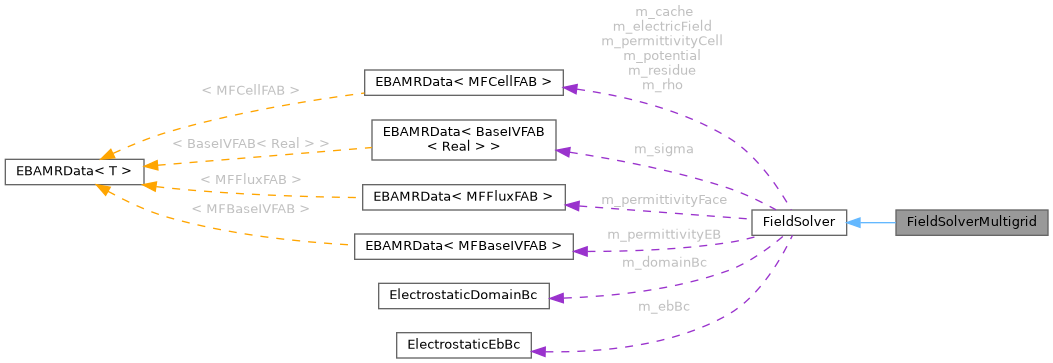 m_cache
m_electricField
m_permittivityCell
m_potential
m_residue
m_rho
EBAMRData< MFCellFAB >
< MFCellFAB >
EBAMRData< BaseIVFAB
< Real > >
< BaseIVFAB< Real > >
m_sigma
EBAMRData< T >
< MFFluxFAB >
EBAMRData< MFFluxFAB >
m_permittivityFace
< MFBaseIVFAB >
FieldSolver
FieldSolverMultigrid
m_permittivityEB
EBAMRData< MFBaseIVFAB >
m_domainBc
ElectrostaticDomainBc
m_ebBc
ElectrostaticEbBc